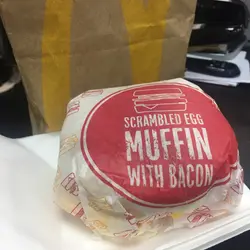 SCRAMBLED EGG
MUFFIN
WITH BACON